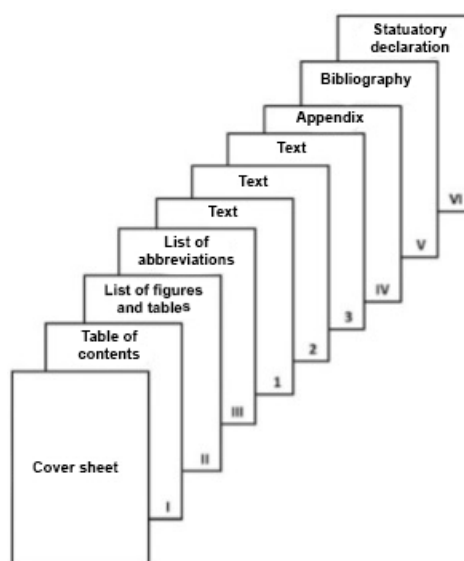 Statuatory
declaration
Bibliography
VI
Appendix
V
Text
IV
Text
3
Text
2
List of
abbreviations
1
List of figures
and tables
III
Table of
contents
II
Cover sheet
I